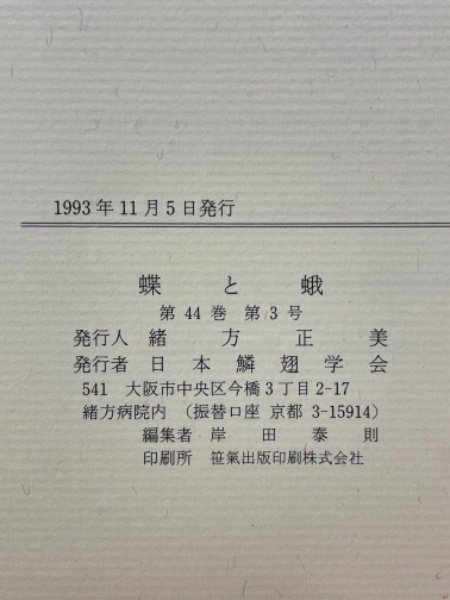 1993年11月5日発行
蝶と蛾
第44巻 第3号
発行人 緒方正美
発行者 日本鱗翅学会
541 大阪市中央区今橋3丁目2-17
緒方病院内 (振替口座 京都 3-15914)
編集者 岸田泰則
印刷所 笹氣出版印刷株式会社